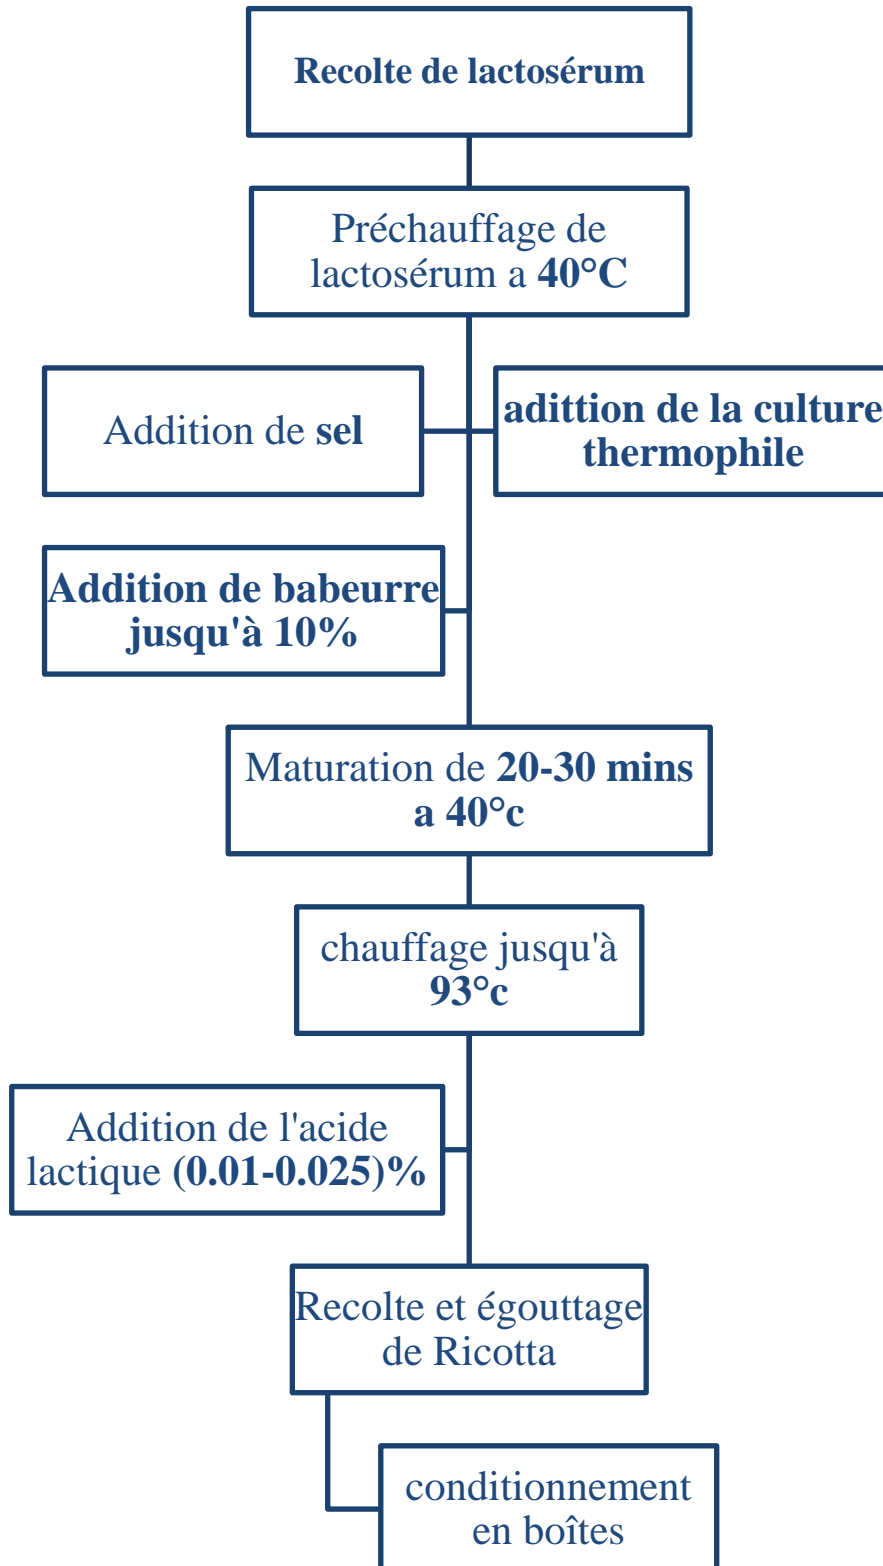 Recolte de lactosérum
Préchauffage de
lactosérum a 40°C
Addition de sel
adittion de la culture
thermophile
Addition de babeurre
jusqu'à 10%
Maturation de 20-30 mins
a 40°c
chauffage jusqu'à
93°c
Addition de l'acide
lactique (0.01-0.025)%
Recolte et égouttage
de Ricotta
conditionnement
en boîtes